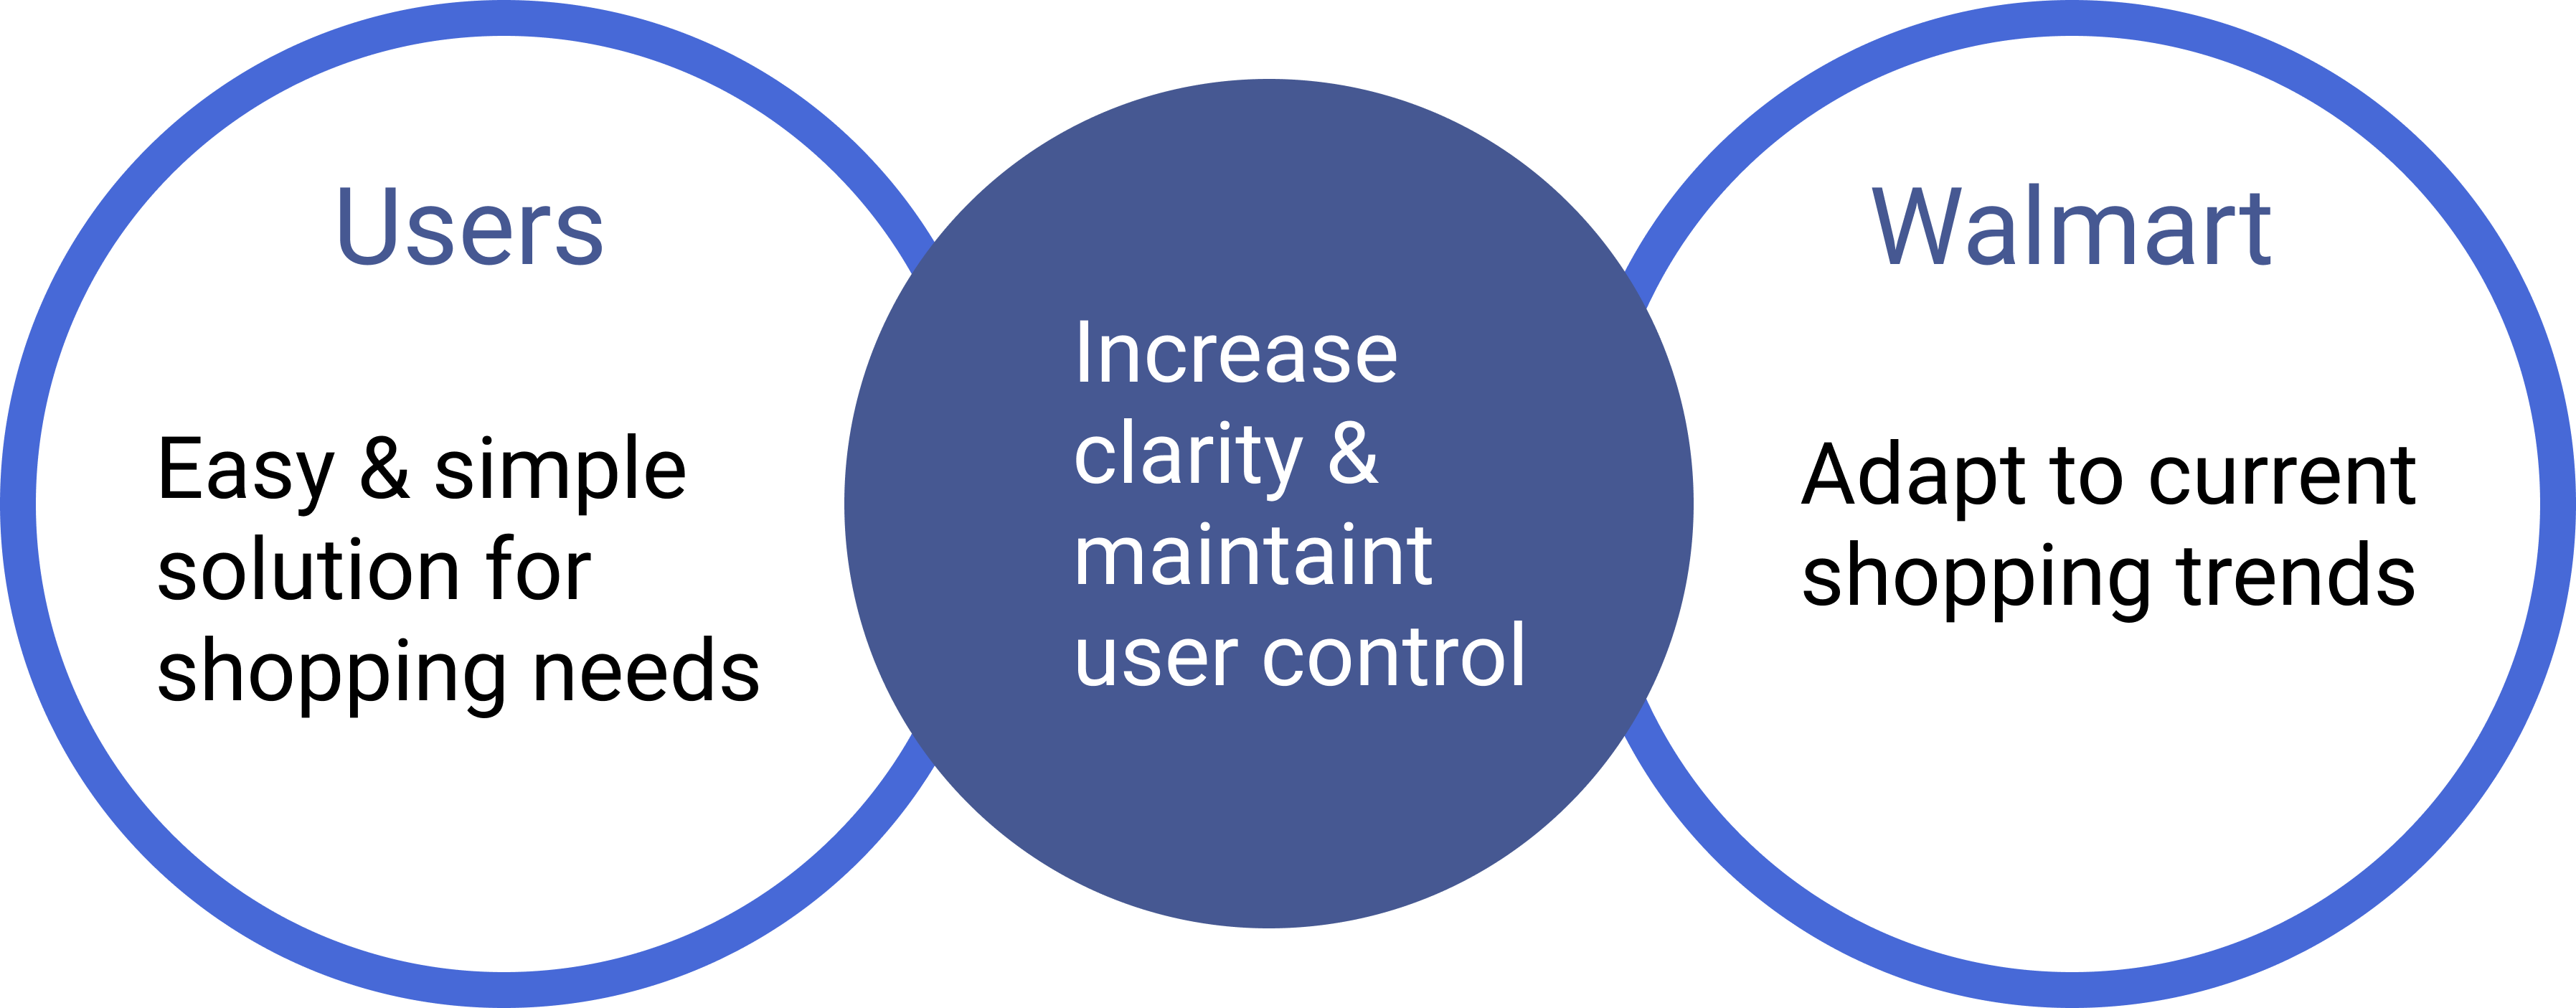 Users
Easy & simple
solution for
shopping needs
Increase
clarity &
maintaint
user control
Walmart
Adapt to current
shopping trends